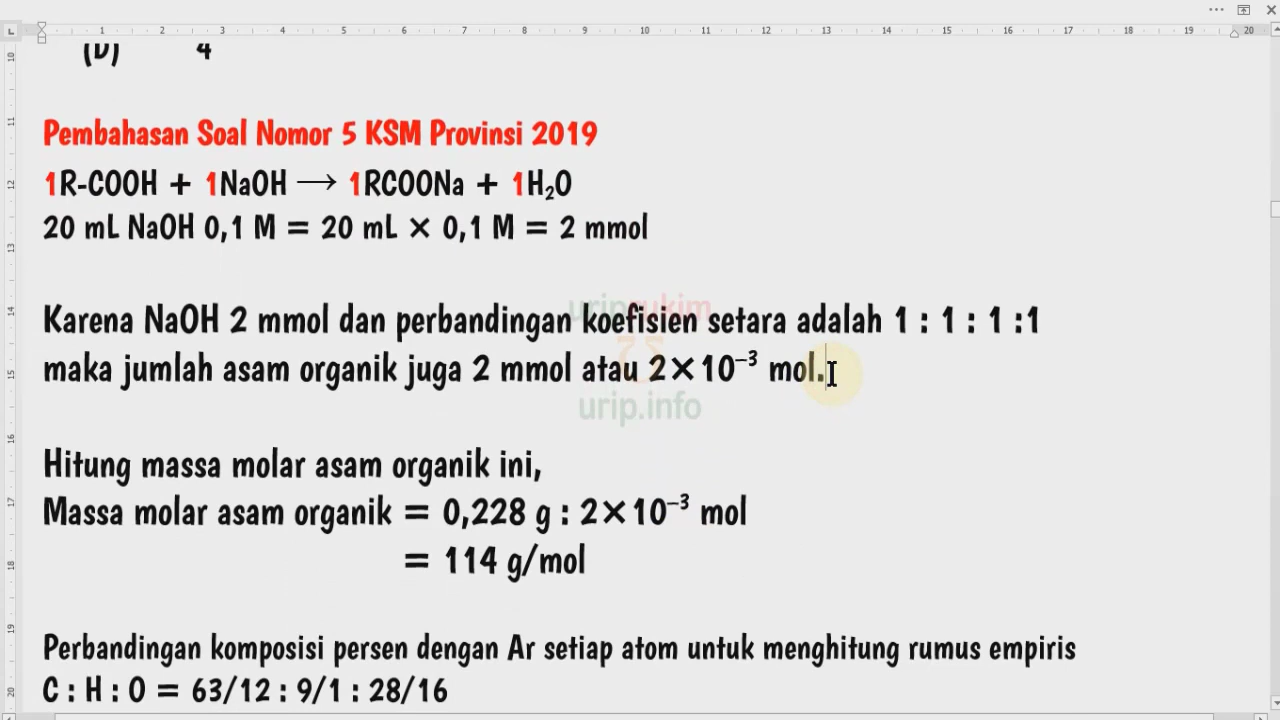 (D) 4
Pembahasan Soal Nomor 5 KSM Provinsi 2019
1R-COOH + 1NaOH ⟶ 1RCOONa + 1H₂O
20 mL NaOH 0,1 M = 20 mL × 0,1 M = 2 mmol
Karena NaOH 2 mmol dan perbandingan koefisien setara adalah 1 : 1 : 1 :1
maka jumlah asam organik juga 2 mmol atau 2×10⁻³ mol.
urip.info
Hitung massa molar asam organik ini,
Massa molar asam organik = 0,228 g : 2×10⁻³ mol
= 114 g/mol
Perbandingan komposisi persen dengan Ar setiap atom untuk menghitung rumus empiris
C : H : O = 63/12 : 9/1 : 28/16